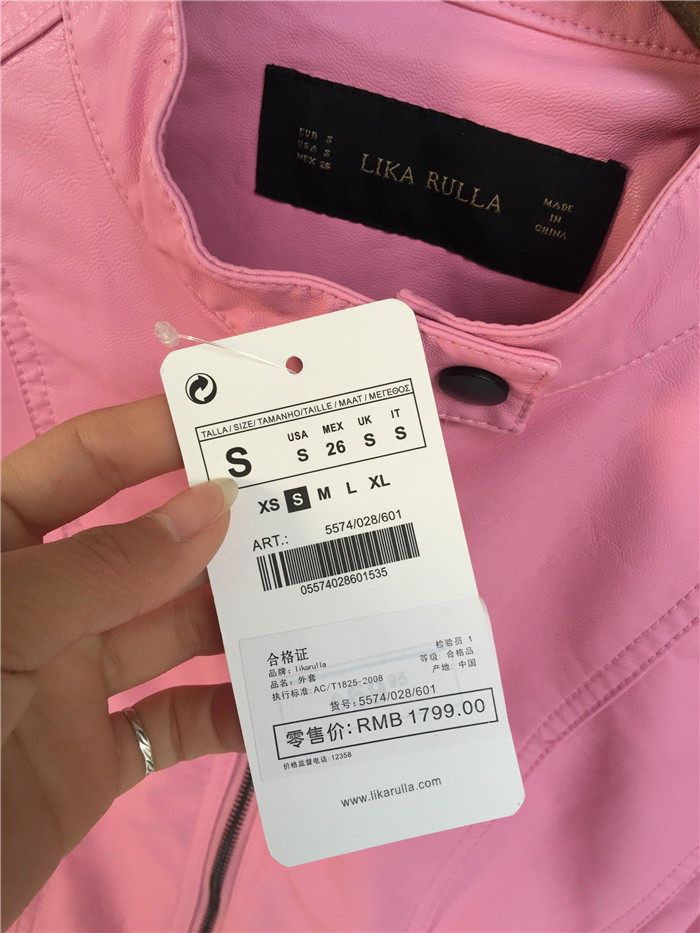 EUR S
USA S
MEX 26
LIKA RULLA
MADE
IN
CHINA
TALLA / SIZE/ TAMANHO/TAILLE / MAAT / ΜΕΓΕΘΟΣ
S
USA MEX UK IT
S 26 S S
XS S M L XL
ART.: 5574/028/601
05574028601535
合格证
检验员 1
品牌: likarulla
等级 合格品
品名: 外套
产地: 中国
执行标准: AC/T1825-2008
货号: 5574/028/601
零售价: RMB 1799.00
价格监督电话: 12358
www.likarulla.com